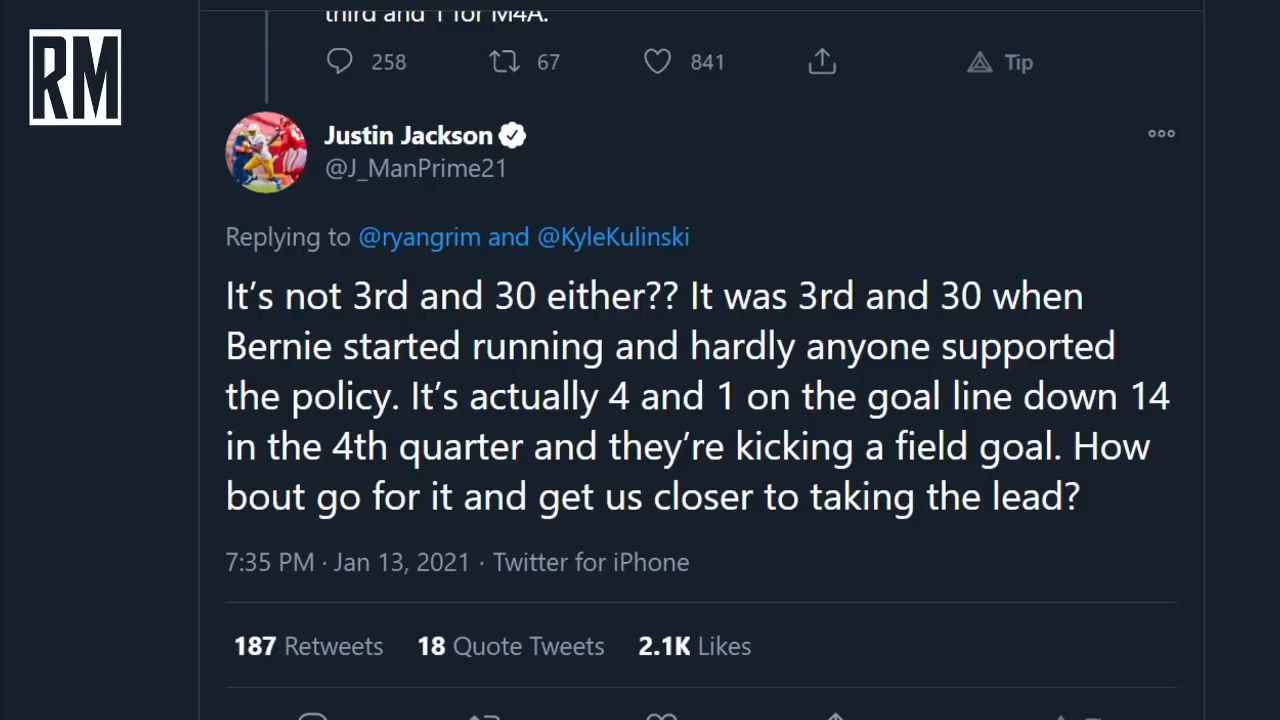 third and 1 for M4A.
RM
258 67 841 Tip
Justin Jackson
@J_ManPrime21
Replying to @ryangrim and @KyleKulinski
It’s not 3rd and 30 either?? It was 3rd and 30 when
Bernie started running and hardly anyone supported
the policy. It’s actually 4 and 1 on the goal line down 14
in the 4th quarter and they’re kicking a field goal. How
bout go for it and get us closer to taking the lead?
7:35 PM · Jan 13, 2021 · Twitter for iPhone
187 Retweets 18 Quote Tweets 2.1K Likes